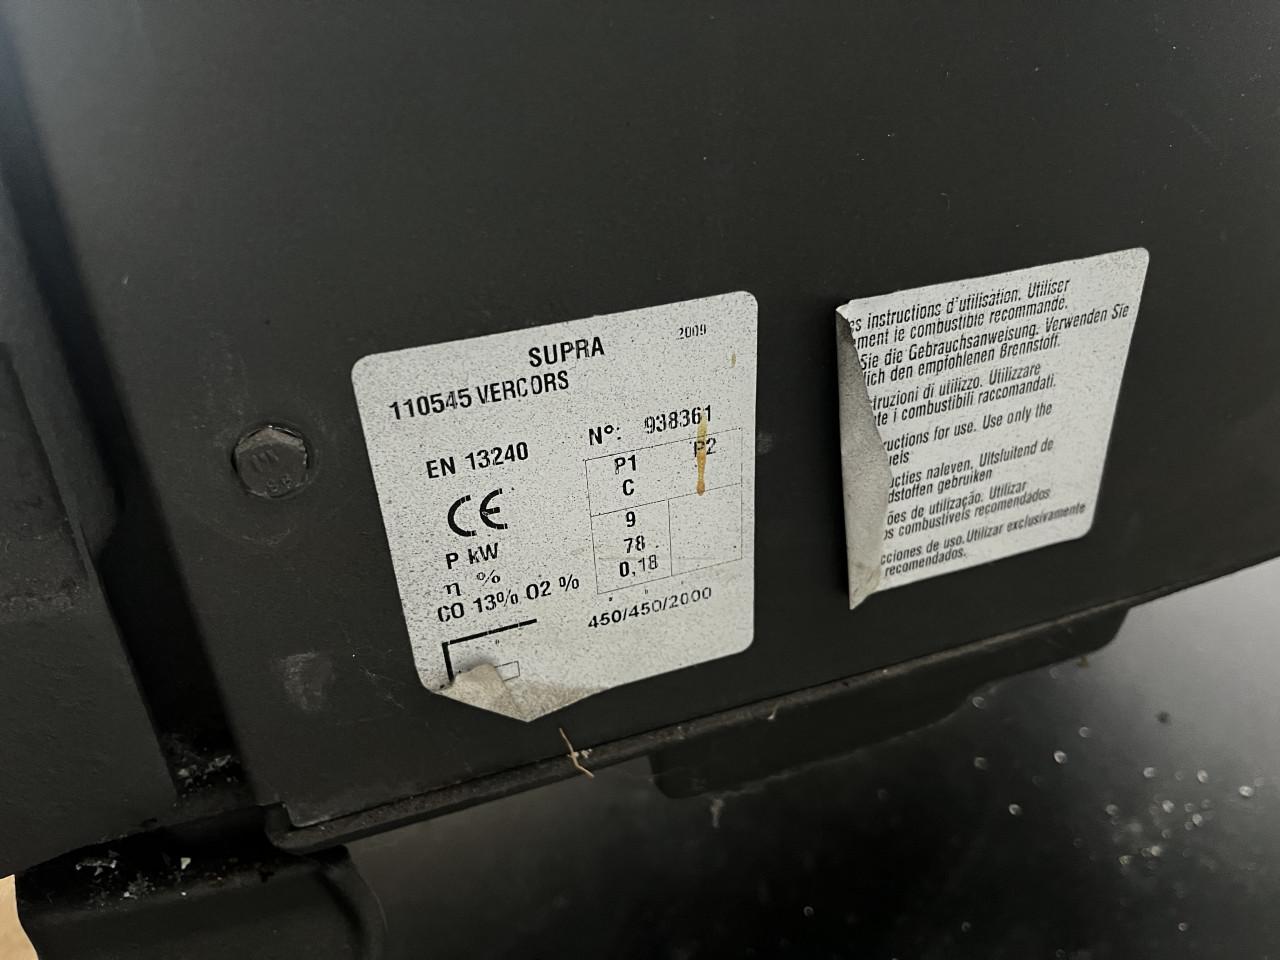 SUPRA
2009
110545 VERCORS
EN 13240
N°: 938361
P1 P2
C
CE
P kW 9
η % 78
CO 13% O2 % 0,18
450/450/2000
es instructions d'utilisation. Utiliser
ment le combustible recommandé.
Sie die Gebrauchsanweisung. Verwenden Sie
lich den empfohlenen Brennstoff.
struzioni di utilizzo. Utilizzare
te i combustibili raccomandati.
ructions for use. Use only the
uels
ucties naleven. Uitsluitend de
dstoffen gebruiken
ões de utilização. Utilizar
os combustíveis recomendados
cciones de uso. Utilizar exclusivamente
recomendados.